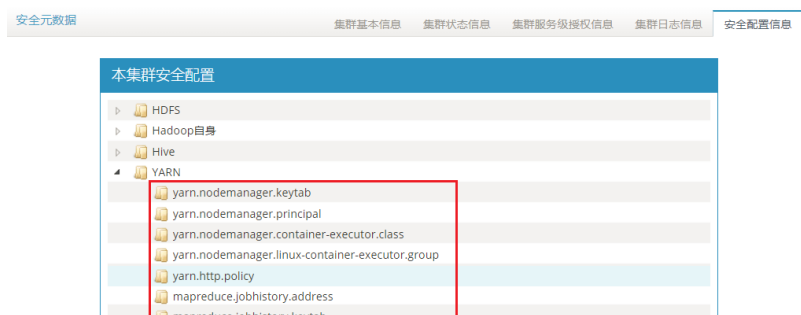 安全元数据
集群基本信息 集群状态信息 集群服务级授权信息 集群日志信息 安全配置信息
本集群安全配置
HDFS
Hadoop自身
Hive
YARN
yarn.nodemanager.keytab
yarn.nodemanager.principal
yarn.nodemanager.container-executor.class
yarn.nodemanager.linux-container-executor.group
yarn.http.policy
mapreduce.jobhistory.address
mapreduce.jobhistory.keytab